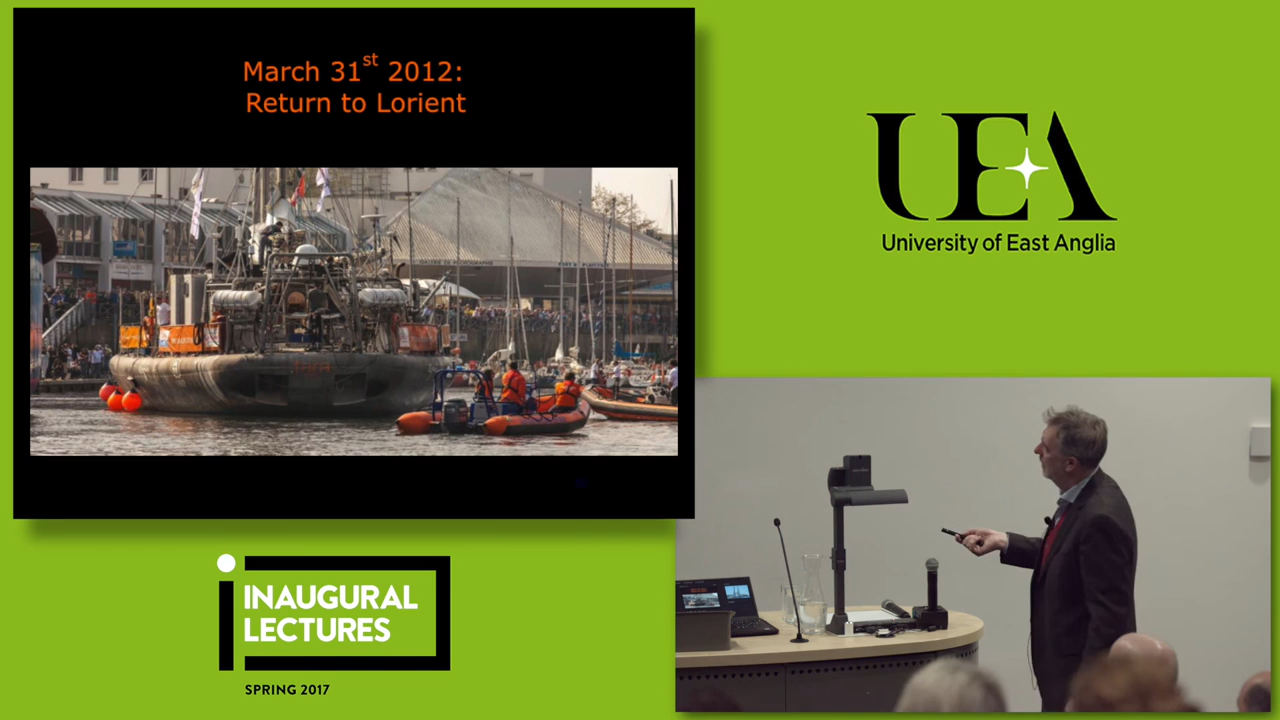 March 31st 2012:
Return to Lorient
UEA
University of East Anglia
INAUGURAL
LECTURES
SPRING 2017